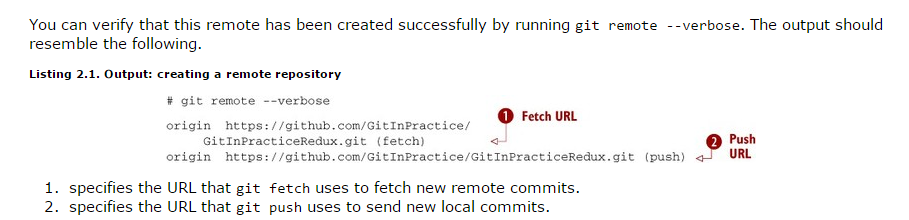 You can verify that this remote has been created successfully by running git remote --verbose. The output should
resemble the following.
Listing 2.1. Output: creating a remote repository
# git remote --verbose
1 Fetch URL
origin https://github.com/GitInPractice/
GitInPracticeRedux.git (fetch)
2 Push
URL
origin https://github.com/GitInPractice/GitInPracticeRedux.git (push)
1. specifies the URL that git fetch uses to fetch new remote commits.
2. specifies the URL that git push uses to send new local commits.